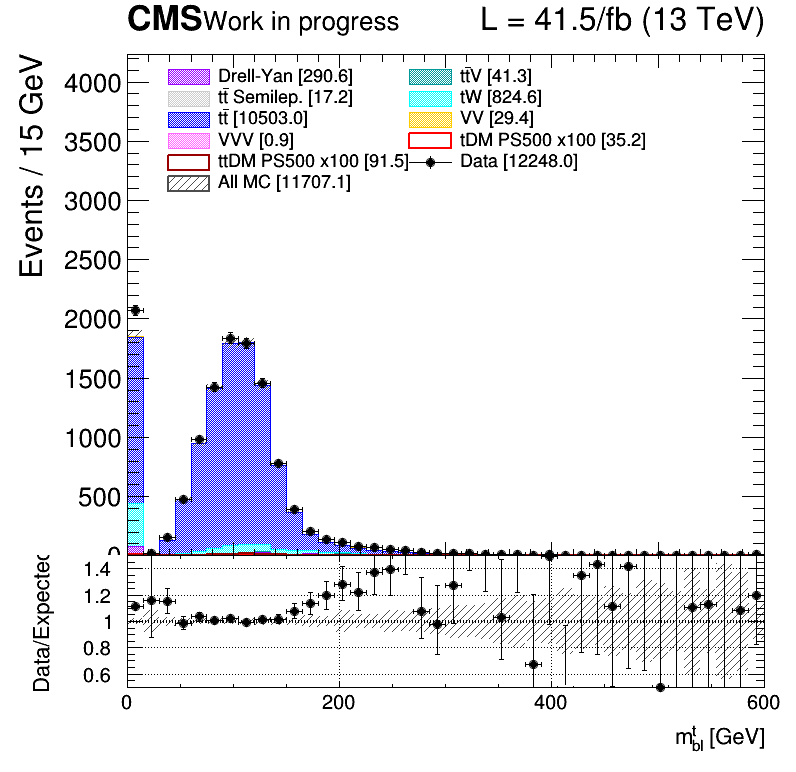 CMS Work in progress L = 41.5/fb (13 TeV)
Events / 15 GeV
4000
3500
3000
2500
2000
1500
1000
500
0
Drell-Yan [290.6]
tt̄V [41.3]
tt̄ Semilep. [17.2]
tW [824.6]
tt̄ [10503.0]
VV [29.4]
VVV [0.9]
tDM PS500 x100 [35.2]
ttDM PS500 x100 [91.5]
Data [12248.0]
All MC [11707.1]
Data/Expected
1.4
1.2
1
0.8
0.6
0 200 400 600
m^t_bl [GeV]